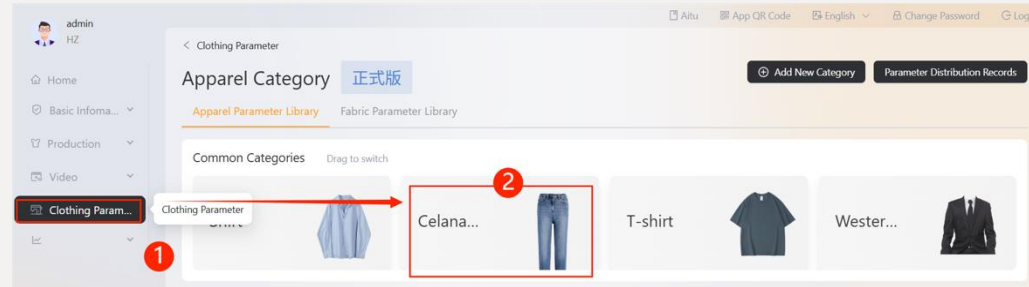 admin
HZ
Aitu
App QR Code
English
Change Password
Log
Clothing Parameter
Home
Apparel Category
正式版
Add New Category
Parameter Distribution Records
Basic Infoma...
Apparel Parameter Library
Fabric Parameter Library
Production
Video
Common Categories
Drag to switch
Clothing Param...
Clothing Parameter
Celana...
T-shirt
Wester...
1
2